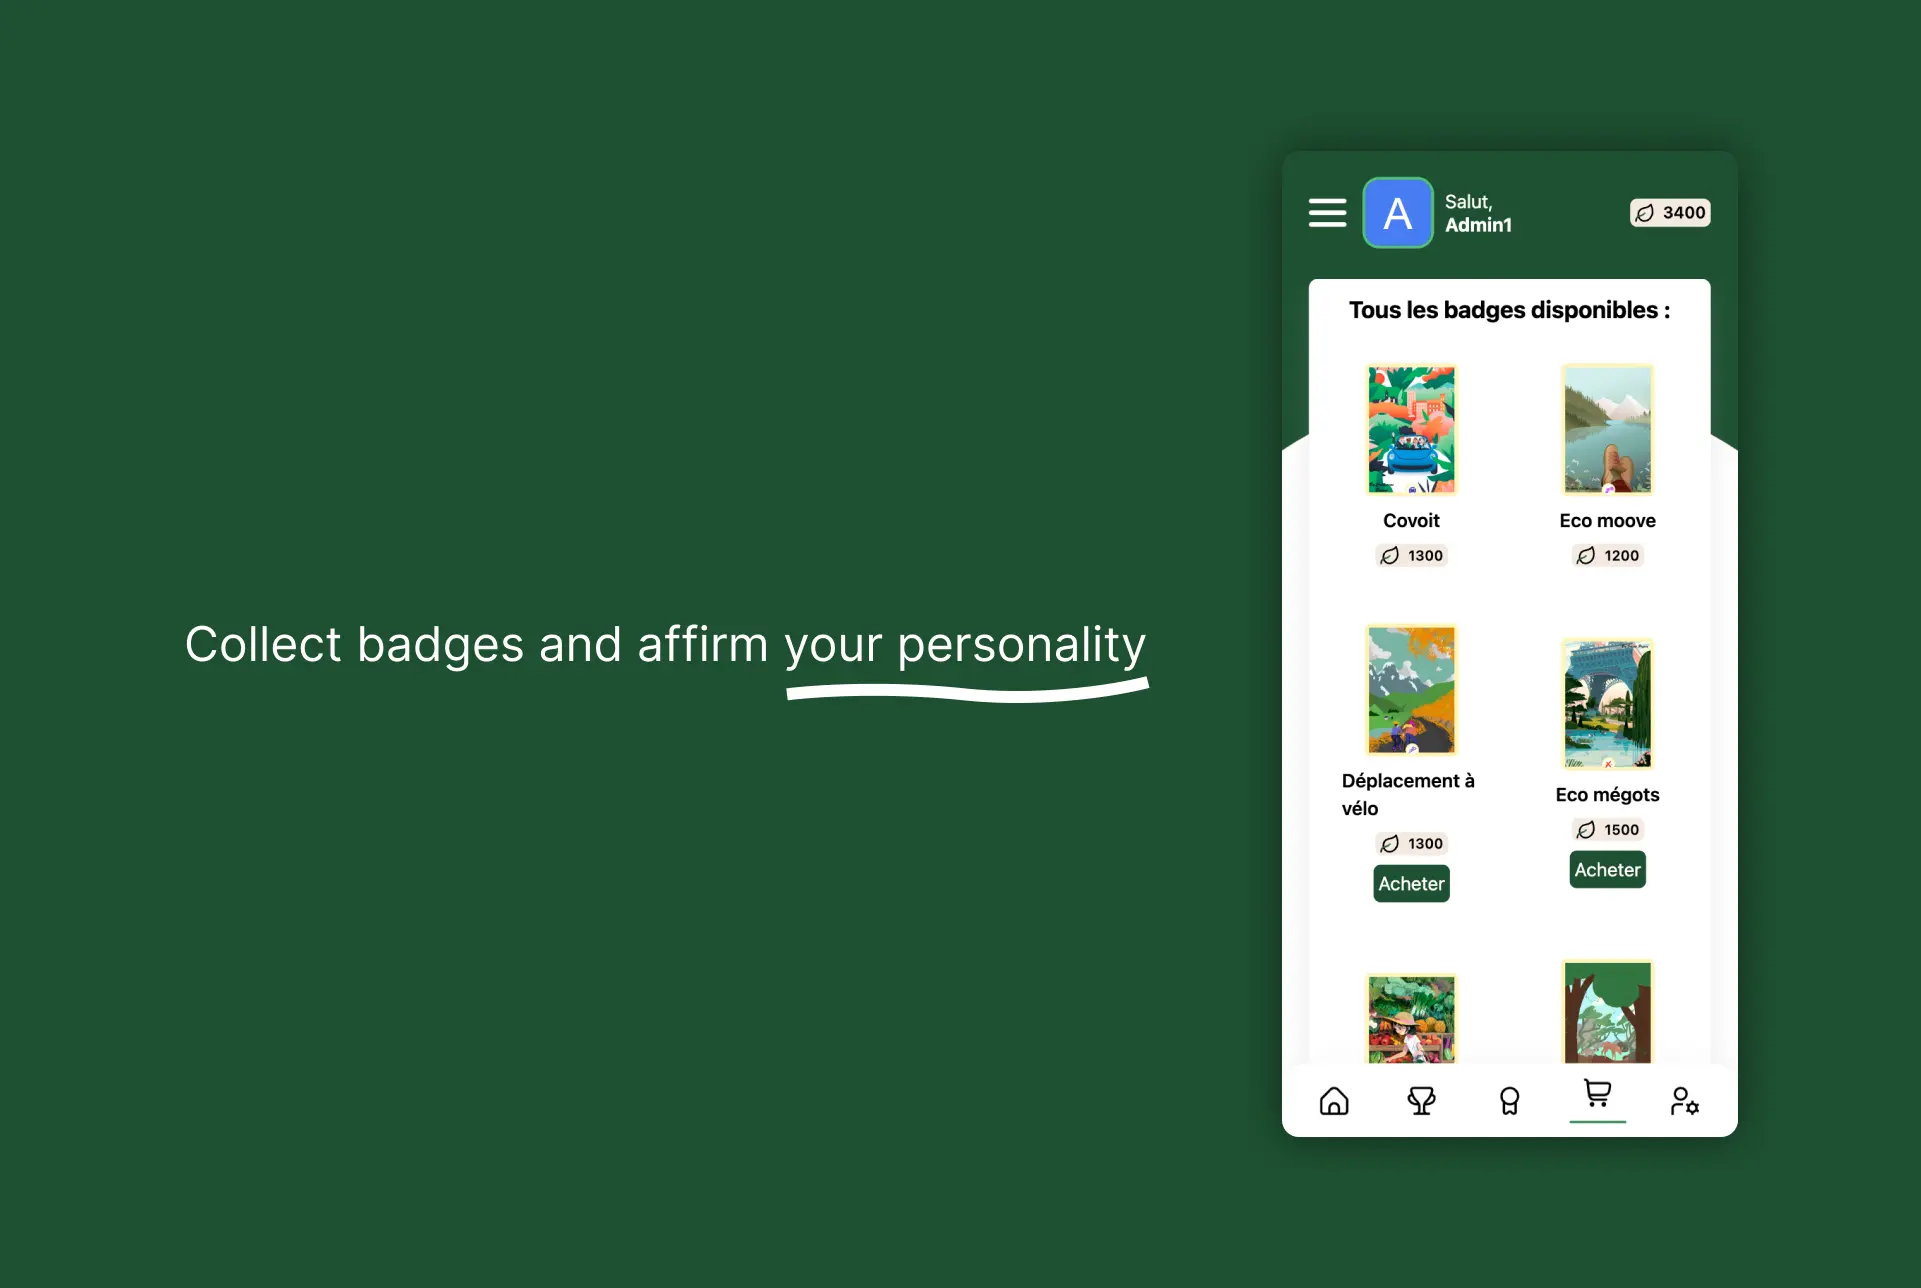 Collect badges and affirm your personality
A
Salut,
Admin1
3400
Tous les badges disponibles :
Covoit
1300
Eco moove
1200
Déplacement à
vélo
1300
Acheter
Eco mégots
1500
Acheter